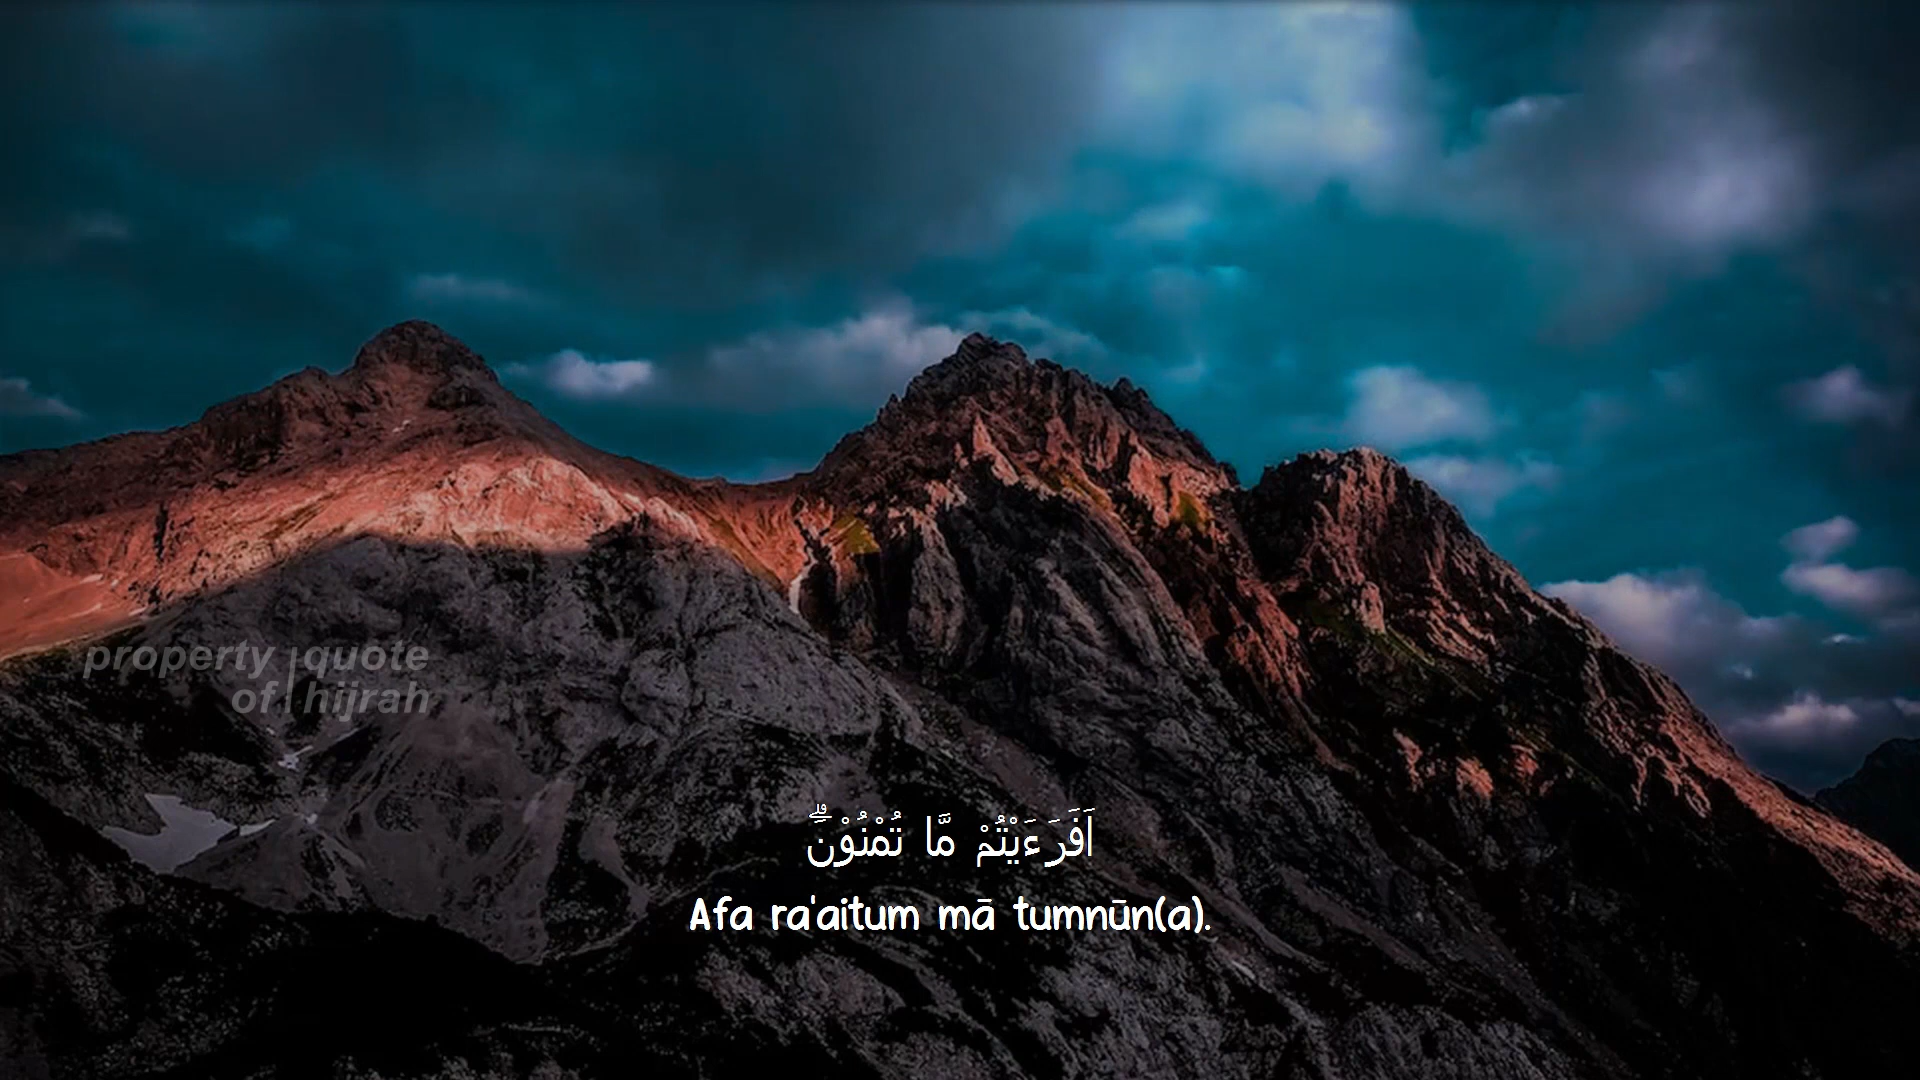 property | quote
of | hijrah
اَفَرَءَيْتُمْ مَّا تُمْنُوْنَۗ
Afa ra'aitum mā tumnūn(a).